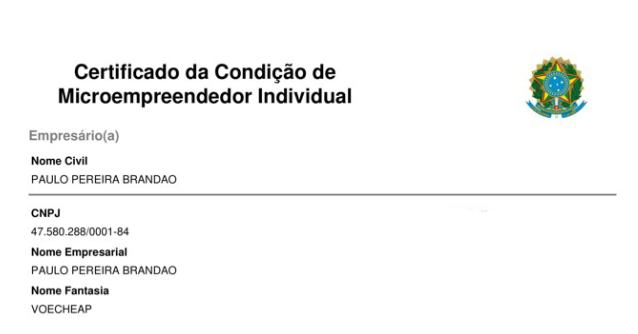 Certificado da Condição de
Microempreendedor Individual
Empresário(a)
Nome Civil
PAULO PEREIRA BRANDAO
CNPJ
47.580.288/0001-84
Nome Empresarial
PAULO PEREIRA BRANDAO
Nome Fantasia
VOECHEAP